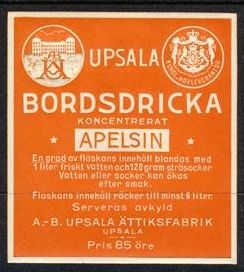 UPSALA
KUNGL. HOVLEVERANTÖR
BORDSDRICKA
KONCENTRERAT
APELSIN
En grad av flaskans innehåll blandas med
1 liter friskt vatten och 120 gram strösocker
Vatten eller socker kan ökas
efter smak.
Flaskans innehåll räcker till minst 6 liter.
Serveras avkyld
A.-B. UPSALA ÄTTIKSFABRIK
UPSALA
Pris 85 öre